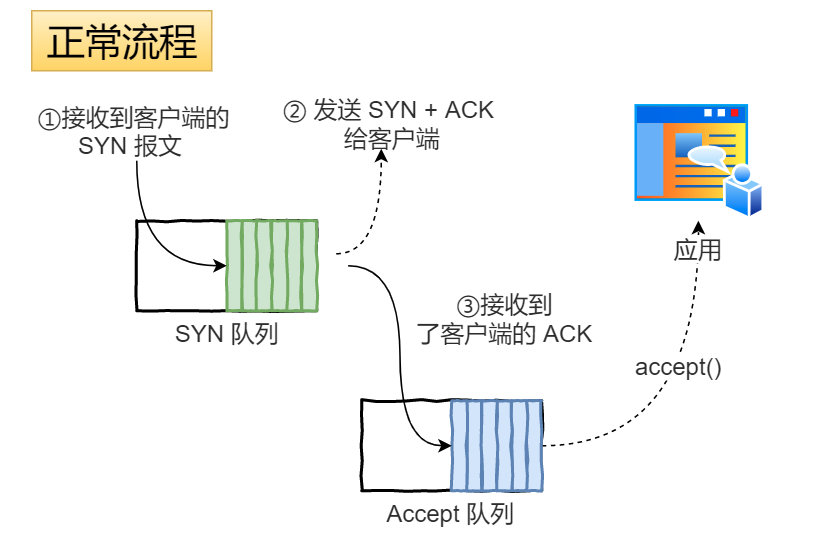 正常流程
①接收到客户端的
SYN 报文
② 发送 SYN + ACK
给客户端
应用
③接收到
了客户端的 ACK
SYN 队列
accept()
Accept 队列